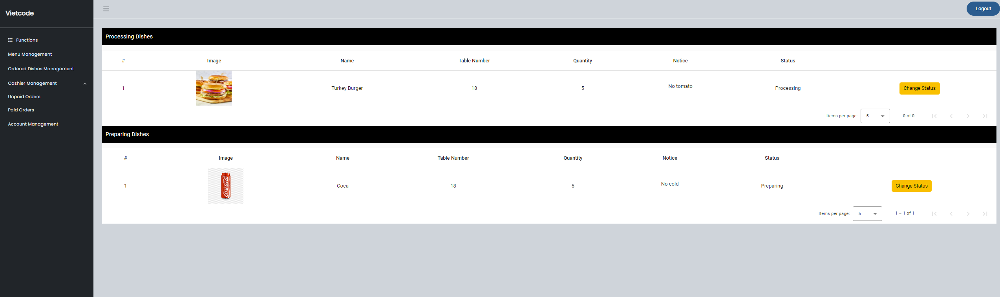 Vietcode
Logout
Functions
Menu Management
Ordered Dishes Management
Cashier Management
Unpaid Orders
Paid Orders
Account Management
Processing Dishes
# Image Name Table Number Quantity Notice Status
1 Turkey Burger 18 5 No tomato Processing Change Status
Items per page: 5 0 of 0
Preparing Dishes
# Image Name Table Number Quantity Notice Status
Coca-Cola
1 Coca 18 5 No cold Preparing Change Status
Items per page: 5 1 – 1 of 1